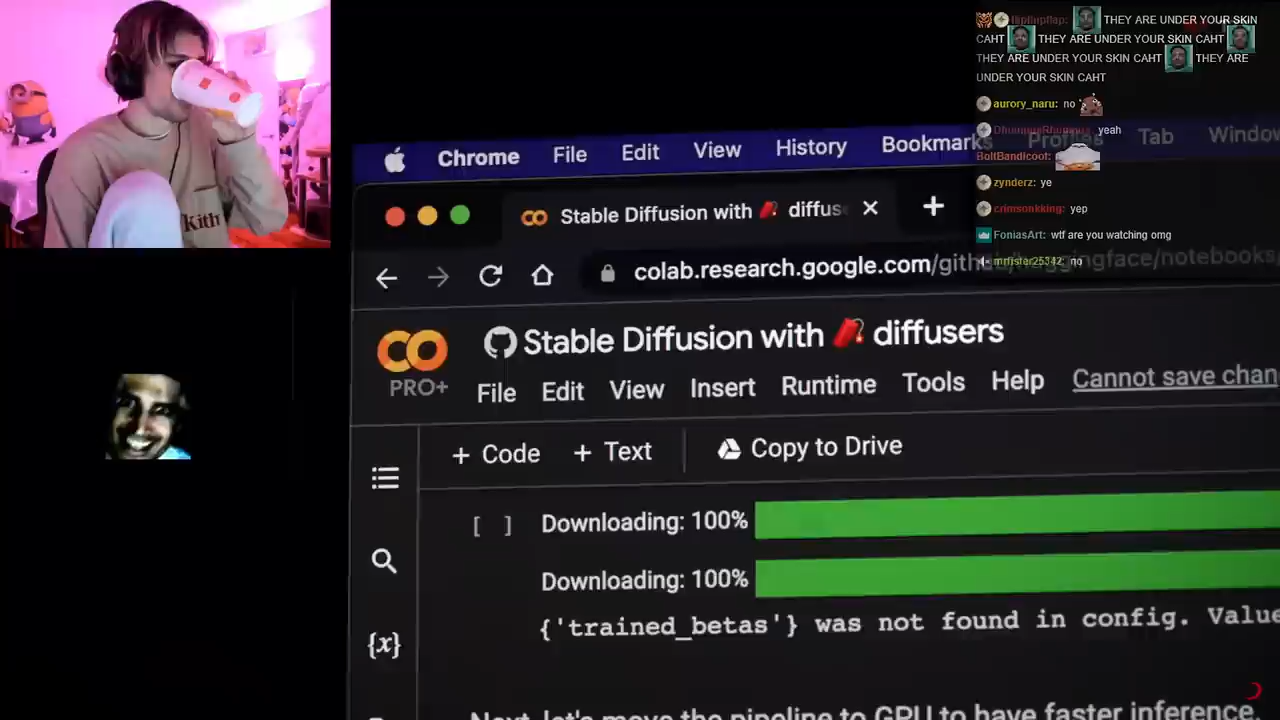 flipflipflap: THEY ARE UNDER YOUR SKIN
CAHT THEY ARE UNDER YOUR SKIN CAHT
THEY ARE UNDER YOUR SKIN CAHT THEY ARE
UNDER YOUR SKIN CAHT
aurory_naru: no
yeah
BoltBandicoot:
zynderz: ye
crimsonkking: yep
FoniasArt: wtf are you watching omg
mrfister25342: no
Kith
Chrome File Edit View History Bookmarks Profiles Tab Window
Stable Diffusion with diffus
colab.research.google.com/github/huggingface/notebooks/
Stable Diffusion with diffusers
PRO+
File Edit View Insert Runtime Tools Help Cannot save chan
+ Code + Text Copy to Drive
[ ] Downloading: 100%
Downloading: 100%
{'trained_betas'} was not found in config. Value
{x}
Next, let's move the pipeline to GPU to have faster inference.